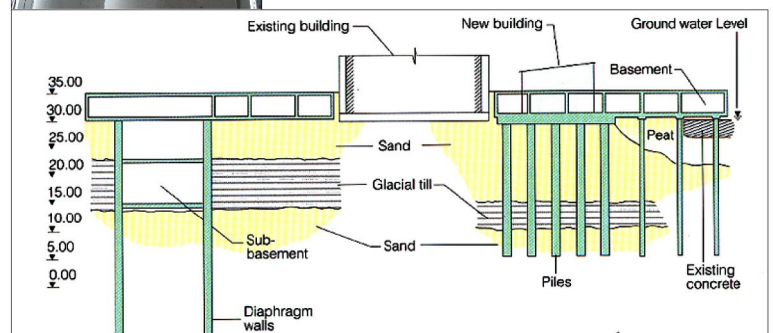 Existing building
New building
Ground water Level
Basement
35.00
30.00
25.00
20.00
15.00
10.00
5.00
0.00
Sand
Peat
Glacial till
Sub-
basement
Sand
Piles
Existing
concrete
Diaphragm
walls